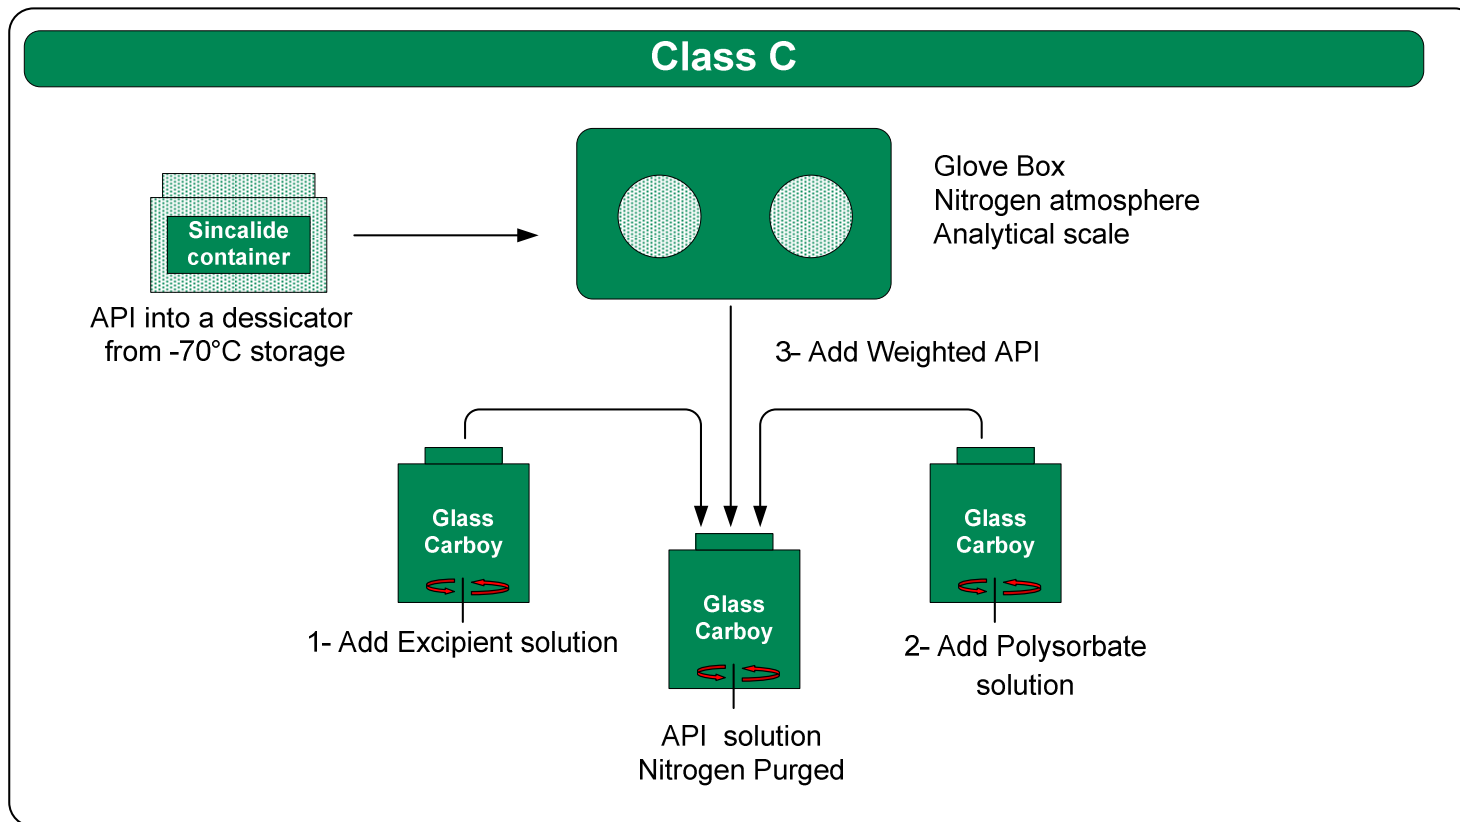 Class C
Sincalide
container
API into a dessicator
from -70°C storage
Glove Box
Nitrogen atmosphere
Analytical scale
3- Add Weighted API
Glass
Carboy
1- Add Excipient solution
Glass
Carboy
API solution
Nitrogen Purged
Glass
Carboy
2- Add Polysorbate
solution